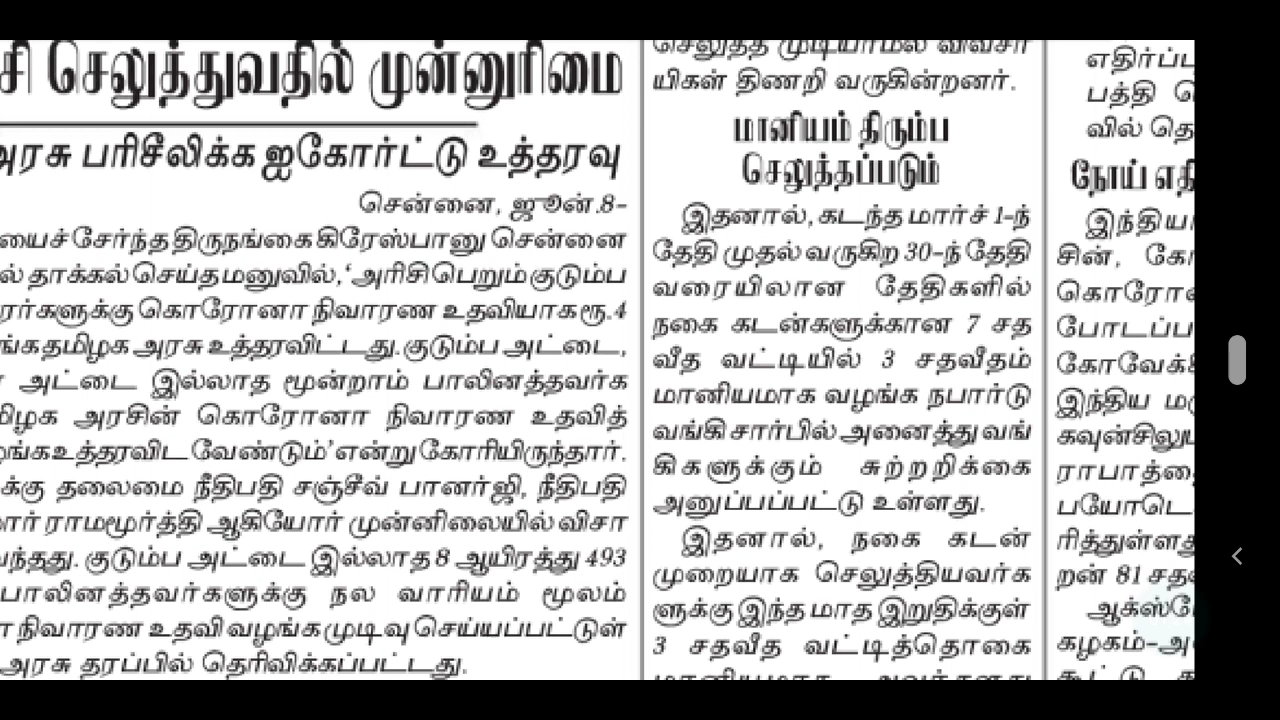 சி செலுத்துவதில் முன்னுரிமை
அரசு பரிசீலிக்க ஐகோர்ட்டு உத்தரவு
சென்னை, ஜூன்.8-
யைச் சேர்ந்த திருநங்கை கிரேஸ்பானு சென்னை
ல் தாக்கல் செய்த மனுவில், 'அரிசி பெறும் குடும்ப
ரர்களுக்கு கொரோனா நிவாரண உதவியாக ரூ.4
ங்க தமிழக அரசு உத்தரவிட்டது. குடும்ப அட்டை,
அட்டை இல்லாத மூன்றாம் பாலினத்தவர்க
மிழக அரசின் கொரோனா நிவாரண உதவித்
ழங்க உத்தரவிட வேண்டும்' என்று கோரியிருந்தார்.
க்கு தலைமை நீதிபதி சஞ்சீவ் பானர்ஜி, நீதிபதி
மார் ராமமூர்த்தி ஆகியோர் முன்னிலையில் விசா
வந்தது. குடும்ப அட்டை இல்லாத 8 ஆயிரத்து 493
பாலினத்தவர்களுக்கு நல வாரியம் மூலம்
நிவாரண உதவி வழங்க முடிவு செய்யப்பட்டுள்
அரசு தரப்பில் தெரிவிக்கப்பட்டது.
செலுத்த முடியாமல் விவசா
யிகள் திணறி வருகின்றனர்.
மானியம் திரும்ப
செலுத்தப்படும்
இதனால், கடந்த மார்ச் 1-ந்
தேதி முதல் வருகிற 30-ந் தேதி
வரையிலான தேதிகளில்
நகை கடன்களுக்கான 7 சத
வீத வட்டியில் 3 சதவீதம்
மானியமாக வழங்க நபார்டு
வங்கி சார்பில் அனைத்து வங்
கிகளுக்கும் சுற்றறிக்கை
அனுப்பப்பட்டு உள்ளது.
இதனால், நகை கடன்
முறையாக செலுத்தியவர்க
ளுக்கு இந்த மாத இறுதிக்குள்
3 சதவீத வட்டித்தொகை
எதிர்ப்ப
பத்தி
வில் தெ
நோய் எதி
இந்திய
சின், கோ
கொரோ
போடப்ப
கோவேக்
இந்திய
கவுன்சிலு
ராபாத்
பயோடெ
ரித்துள்ள
றன் 81 சத
ஆக்ஸ்
கழகம்-அ
கூட்டு